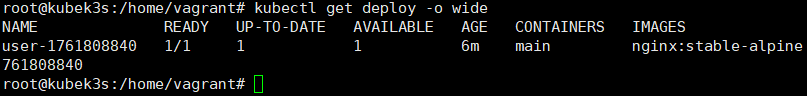 root@kubek3s:/home/vagrant# kubectl get deploy -o wide
NAME              READY   UP-TO-DATE   AVAILABLE   AGE   CONTAINERS   IMAGES
user-1761808840   1/1     1            1           6m    main         nginx:stable-alpine
761808840
root@kubek3s:/home/vagrant#